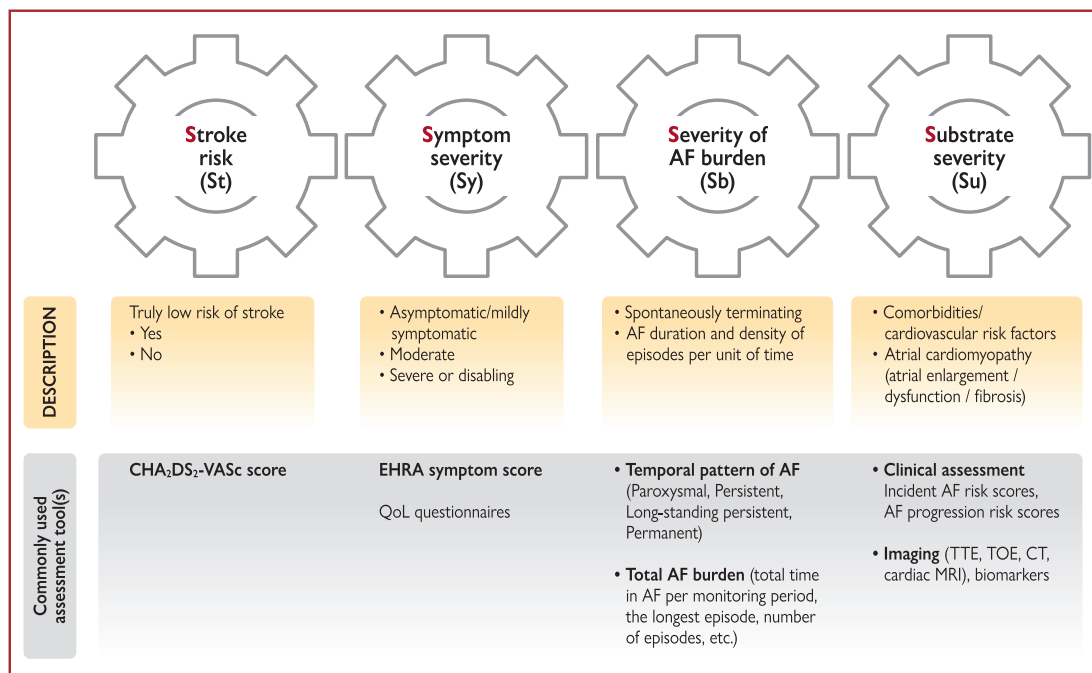 Stroke
risk
(St)
Symptom
severity
(Sy)
Severity of
AF burden
(Sb)
Substrate
severity
(Su)
DESCRIPTION
Truly low risk of stroke
• Yes
• No
• Asymptomatic/mildly
symptomatic
• Moderate
• Severe or disabling
• Spontaneously terminating
• AF duration and density of
episodes per unit of time
• Comorbidities/
cardiovascular risk factors
• Atrial cardiomyopathy
(atrial enlargement /
dysfunction / fibrosis)
Commonly used
assessment tool(s)
CHA₂DS₂-VASc score
EHRA symptom score
QoL questionnaires
• Temporal pattern of AF
(Paroxysmal, Persistent,
Long-standing persistent,
Permanent)
• Total AF burden (total time
in AF per monitoring period,
the longest episode, number
of episodes, etc.)
• Clinical assessment
Incident AF risk scores,
AF progression risk scores
• Imaging (TTE, TOE, CT,
cardiac MRI), biomarkers